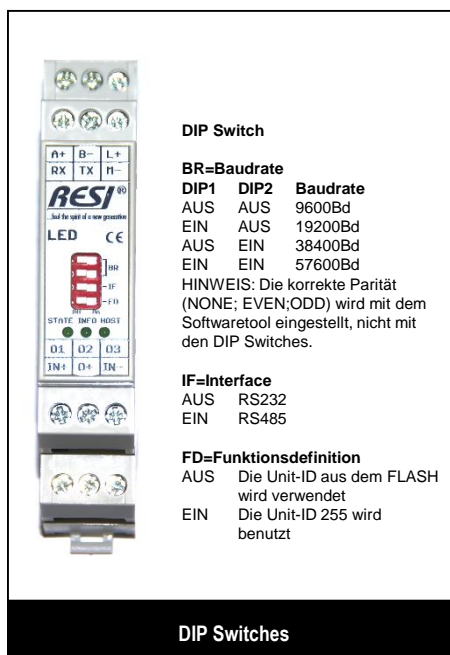 A+ B- L+
RX TX M-
RESI®
...feel the spirit of a new generation
LED CE
BR
IF
FD
STATE INFO HOST
O1 O2 O3
IN+ O+ IN-
DIP Switch
BR=Baudrate
DIP1 DIP2 Baudrate
AUS AUS 9600Bd
EIN AUS 19200Bd
AUS EIN 38400Bd
EIN EIN 57600Bd
HINWEIS: Die korrekte Parität
(NONE; EVEN;ODD) wird mit dem
Softwaretool eingestellt, nicht mit
den DIP Switches.
IF=Interface
AUS RS232
EIN RS485
FD=Funktionsdefinition
AUS Die Unit-ID aus dem FLASH
wird verwendet
EIN Die Unit-ID 255 wird
benutzt
DIP Switches